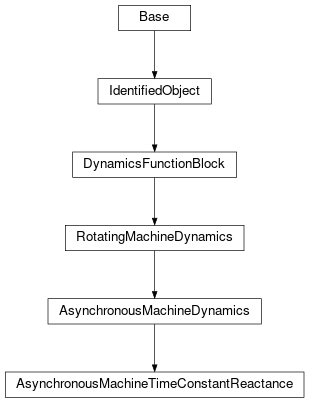 Base
IdentifiedObject
DynamicsFunctionBlock
RotatingMachineDynamics
AsynchronousMachineDynamics
AsynchronousMachineTimeConstantReactance